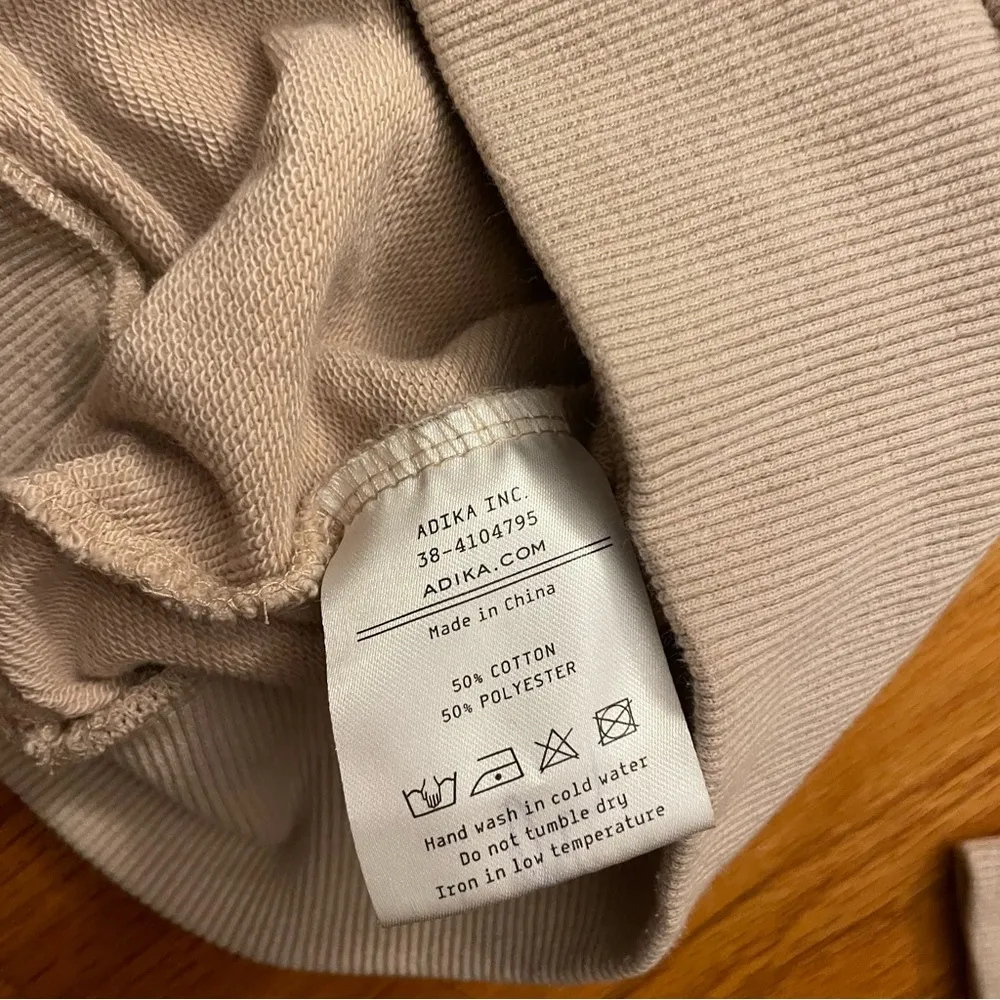 ADIKA INC.
38-4104795
ADIKA.COM
Made in China
50% COTTON
50% POLYESTER
Hand wash in cold water
Do not tumble dry
Iron in low temperature